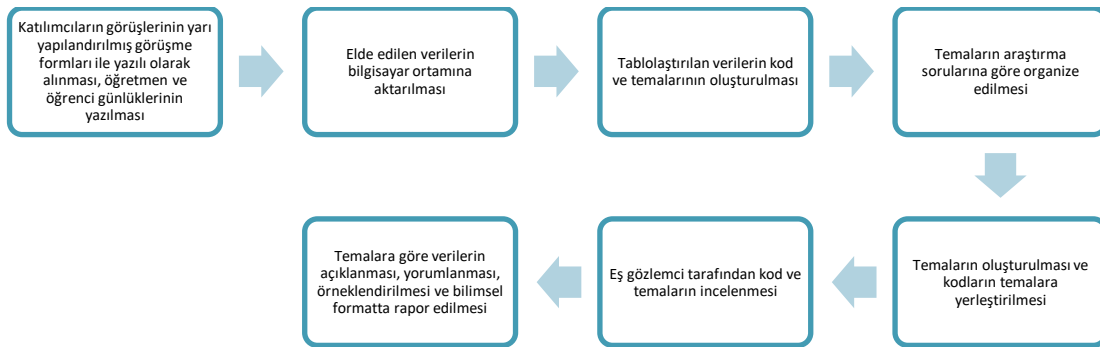 Katılımcıların görüşlerinin yarı
yapılandırılmış görüşme
formları ile yazılı olarak
alınması, öğretmen ve
öğrenci günlüklerinin
yazılması
Elde edilen verilerin
bilgisayar ortamına
aktarılması
Tablolaştırılan verilerin kod
ve temalarının oluşturulması
Temaların araştırma
sorularına göre organize
edilmesi
Temaların oluşturulması ve
kodların temalara
yerleştirilmesi
Eş gözlemci tarafından kod ve
temaların incelenmesi
Temalara göre verilerin
açıklanması, yorumlanması,
örneklendirilmesi ve bilimsel
formatta rapor edilmesi